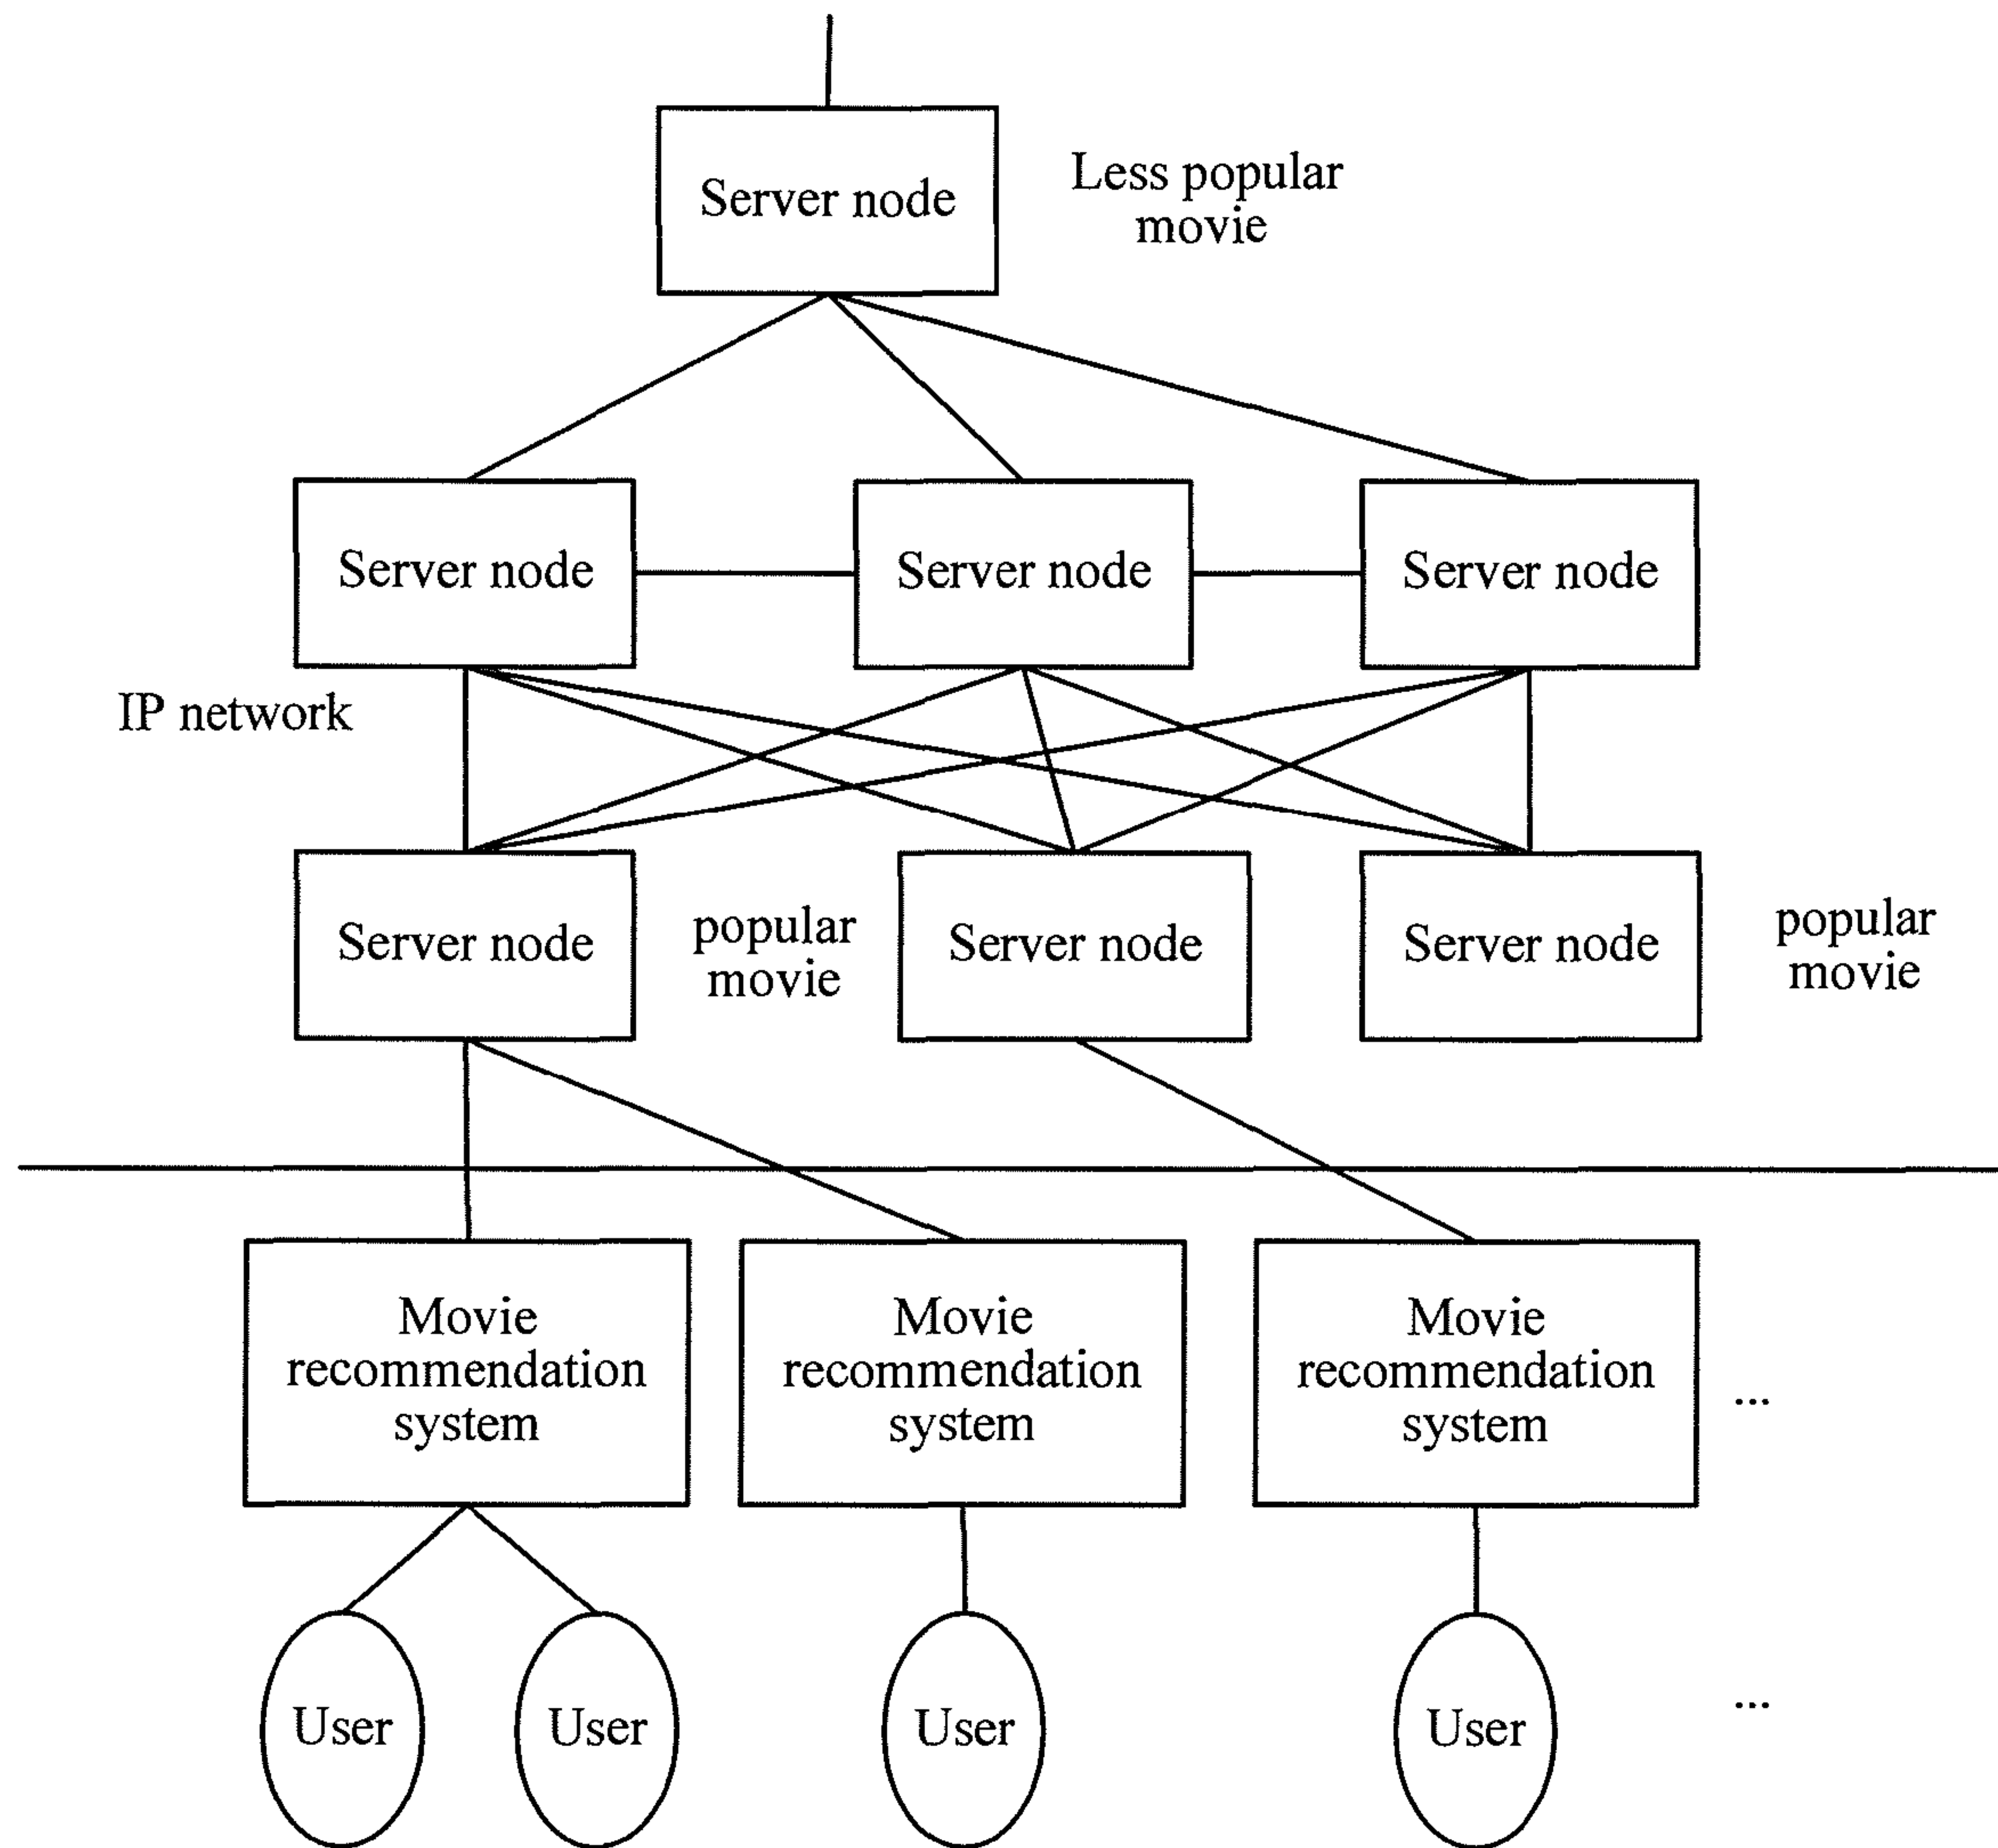 Server node
Less popular
movie
Server node
Server node
Server node
IP network
Server node
popular
movie
Server node
Server node
popular
movie
Movie
recommendation
system
Movie
recommendation
system
Movie
recommendation
system
...
User
User
User
User
...